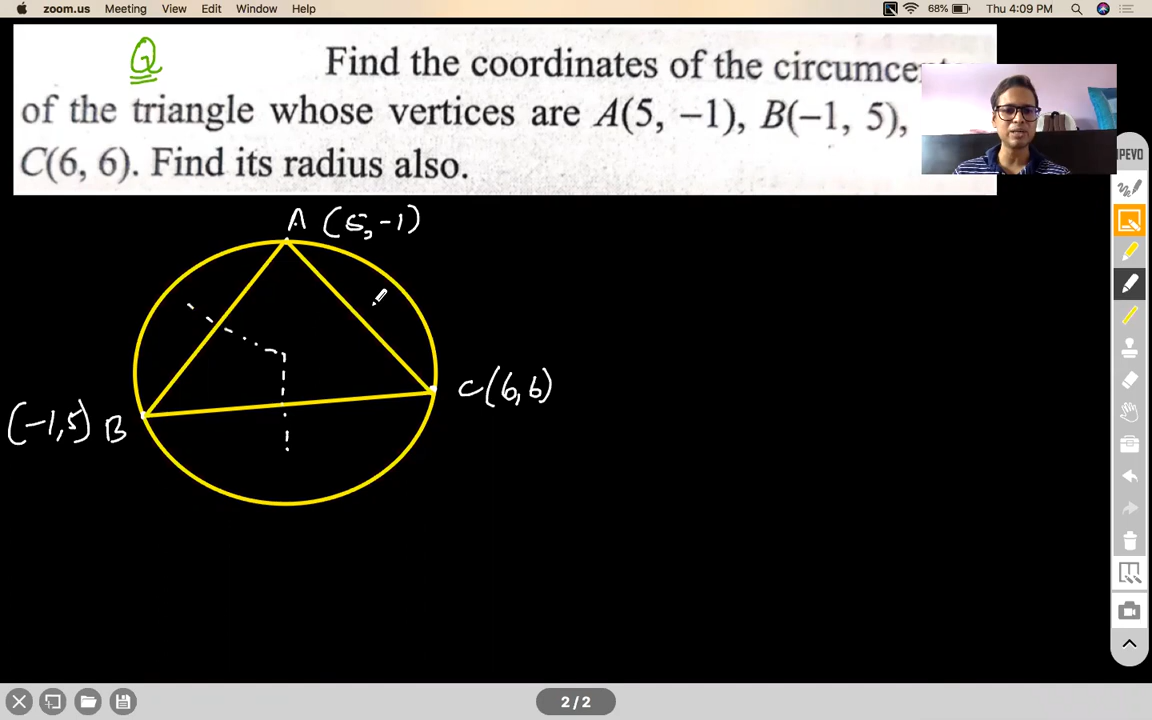 zoom.us Meeting View Edit Window Help 68% Thu 4:09 PM
Q Find the coordinates of the
of the triangle whose vertices are A(5, −1), B(−1, 5),
C(6, 6). Find its radius also.
A (5, -1)
C(6, 6)
(-1, 5) B
2 / 2